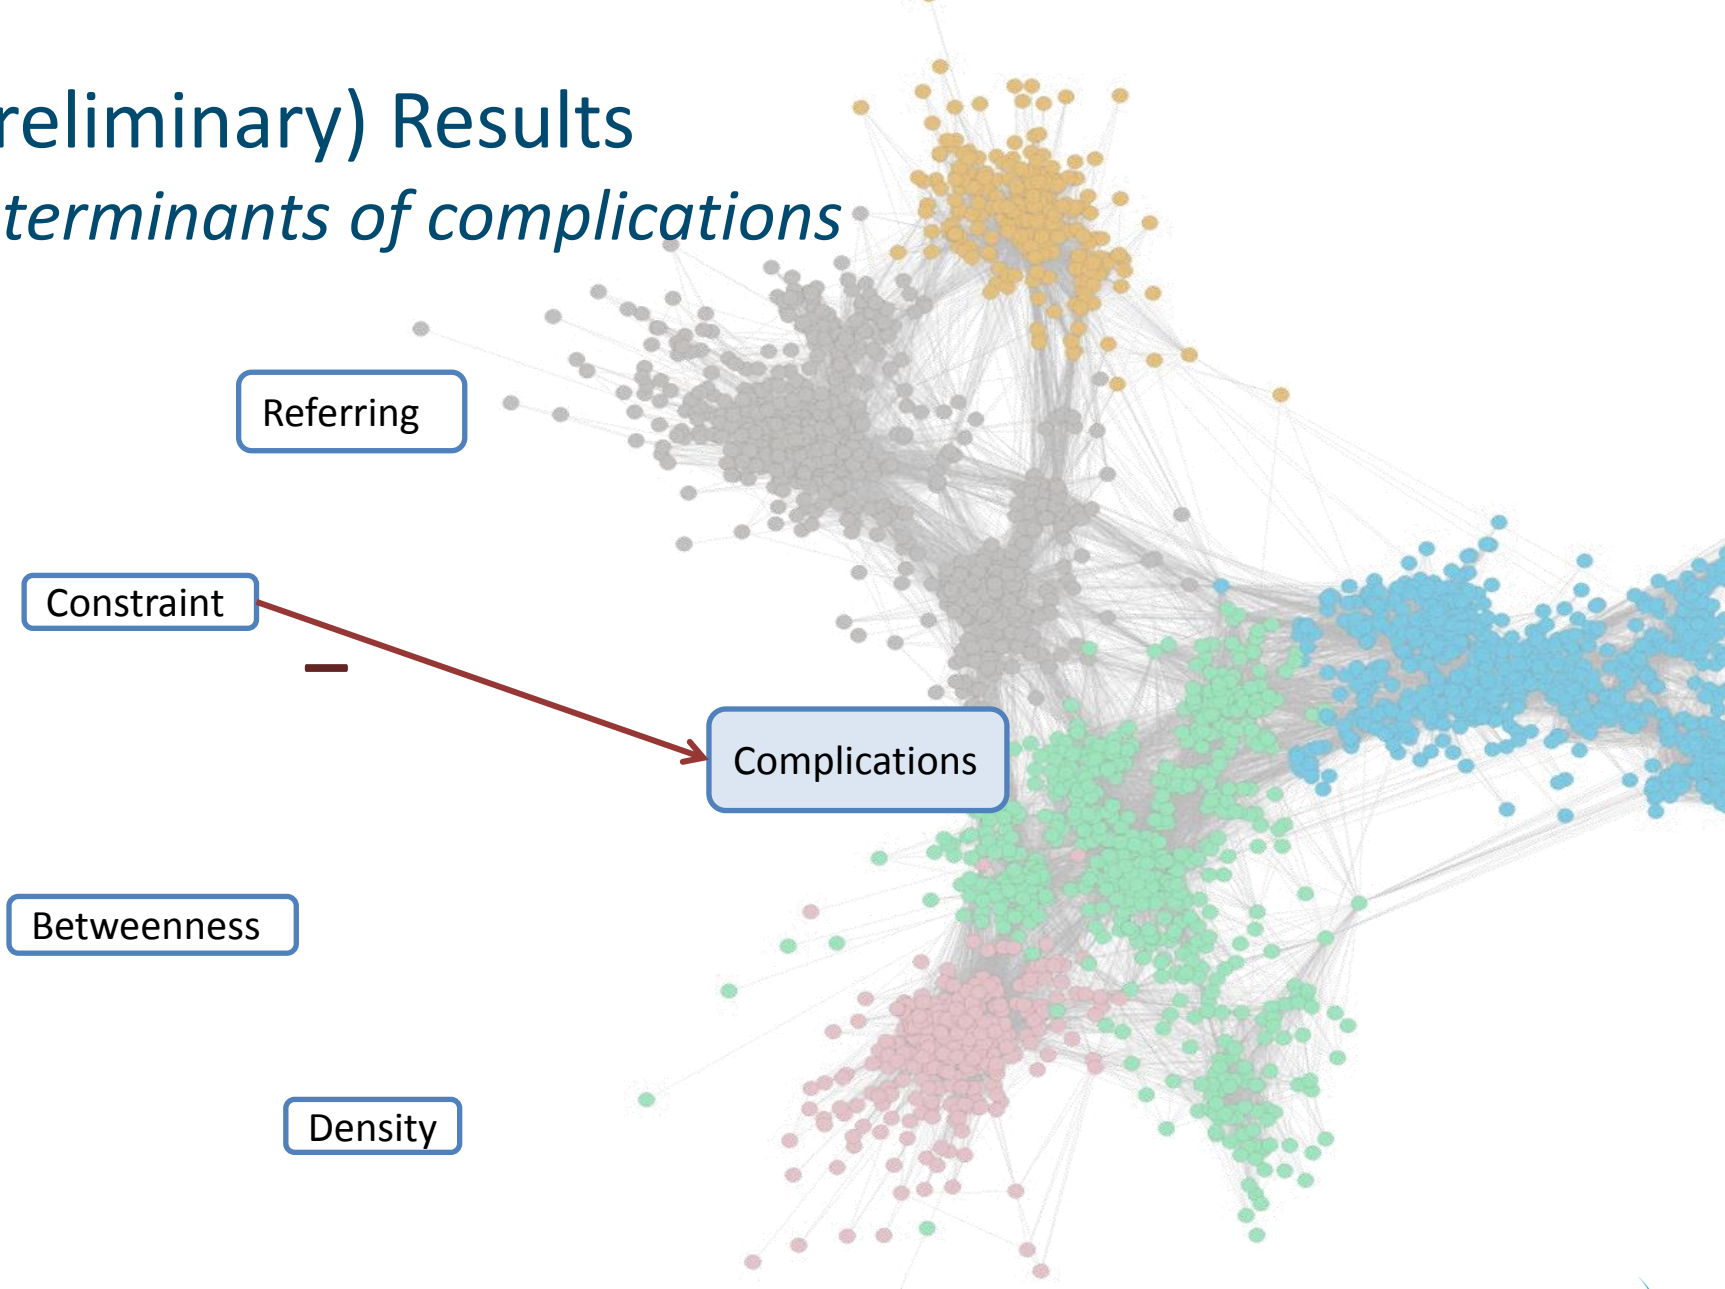 reliminary) Results
terminants of complications
Referring
Constraint
–
Complications
Betweenness
Density